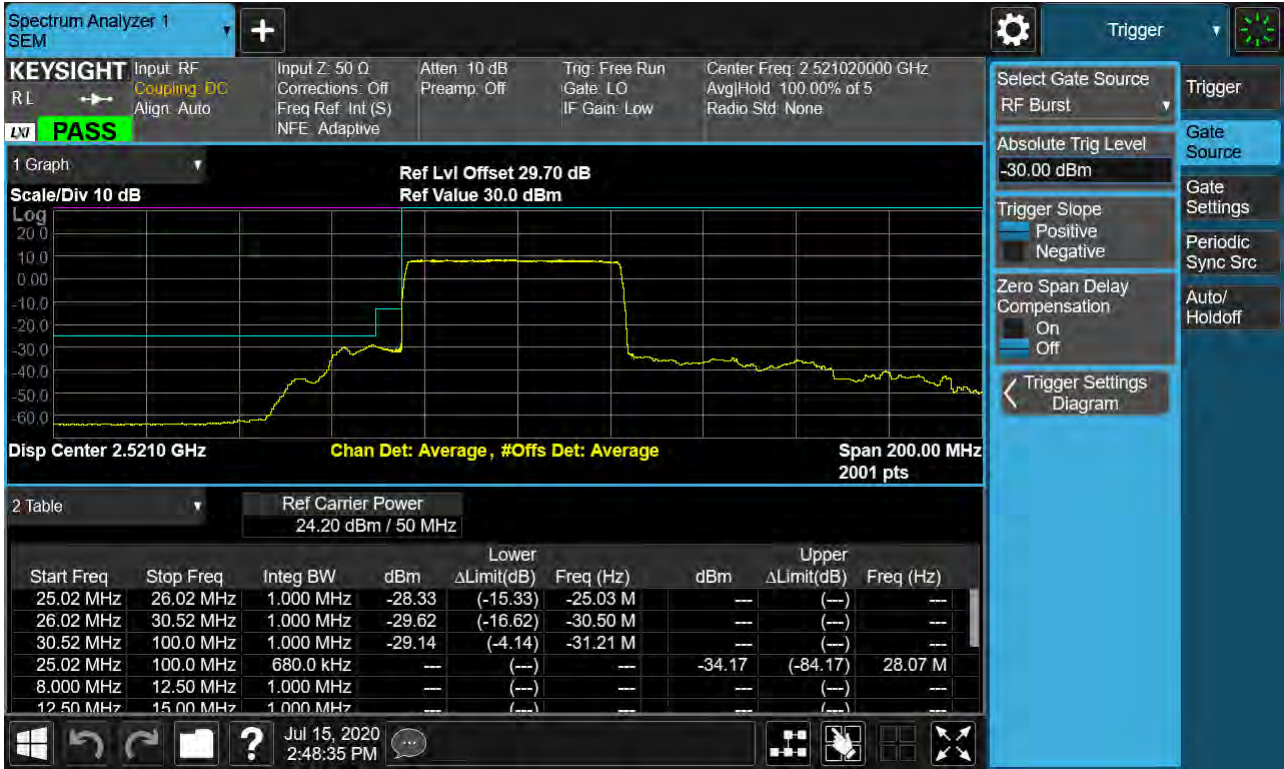 Spectrum Analyzer 1
SEM
Trigger
KEYSIGHT
R L
LXI
PASS
Input: RF
Coupling: DC
Align: Auto
Input Z: 50 Ω
Corrections: Off
Freq Ref: Int (S)
NFE: Adaptive
Atten: 10 dB
Preamp: Off
Trig: Free Run
Gate: LO
IF Gain: Low
Center Freq: 2.521020000 GHz
Avg|Hold: 100.00% of 5
Radio Std: None
1 Graph
Scale/Div 10 dB
Ref Lvl Offset 29.70 dB
Ref Value 30.0 dBm
Log
20.0
10.0
0.00
-10.0
-20.0
-30.0
-40.0
-50.0
-60.0
Disp Center 2.5210 GHz
Chan Det: Average, #Offs Det: Average
Span 200.00 MHz
2001 pts
2 Table
Ref Carrier Power
24.20 dBm / 50 MHz
Lower Upper
Start Freq Stop Freq Integ BW dBm ΔLimit(dB) Freq (Hz) dBm ΔLimit(dB) Freq (Hz)
25.02 MHz 26.02 MHz 1.000 MHz -28.33 (-15.33) -25.03 M --- (---) ---
26.02 MHz 30.52 MHz 1.000 MHz -29.62 (-16.62) -30.50 M --- (---) ---
30.52 MHz 100.0 MHz 1.000 MHz -29.14 (-4.14) -31.21 M --- (---) ---
25.02 MHz 100.0 MHz 680.0 kHz --- (---) --- -34.17 (-84.17) 28.07 M
8.000 MHz 12.50 MHz 1.000 MHz --- (---) --- --- (---) ---
12.50 MHz 15.00 MHz 1.000 MHz --- (---) --- --- (---) ---
Jul 15, 2020
2:48:35 PM
Select Gate Source
RF Burst
Absolute Trig Level
-30.00 dBm
Trigger Slope
Positive
Negative
Zero Span Delay
Compensation
On
Off
Trigger Settings
Diagram
Trigger
Gate
Source
Gate
Settings
Periodic
Sync Src
Auto/
Holdoff